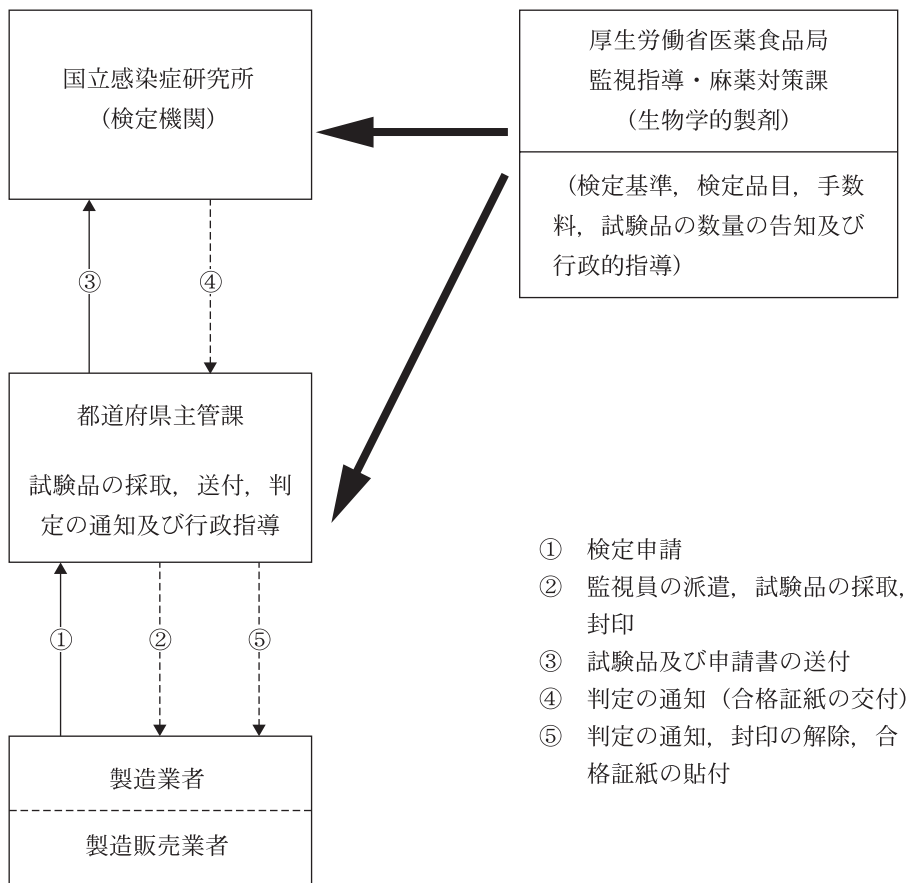 国立感染症研究所
（検定機関）
厚生労働省医薬食品局
監視指導・麻薬対策課
（生物学的製剤）
（検定基準，検定品目，手数
料，試験品の数量の告知及び
行政的指導）
③
④
都道府県主管課
試験品の採取，送付，判
定の通知及び行政指導
①
②
⑤
製造業者
製造販売業者
① 検定申請
② 監視員の派遣，試験品の採取，
封印
③ 試験品及び申請書の送付
④ 判定の通知（合格証紙の交付）
⑤ 判定の通知，封印の解除，合
格証紙の貼付